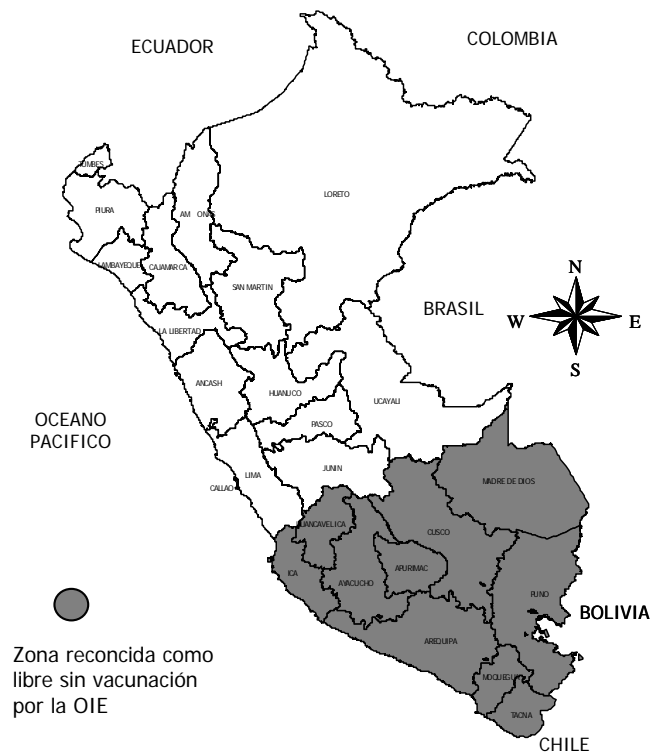 ECUADOR
COLOMBIA
TUMBES
PIURA
AM ONAS
LORETO
LAMBAYEQUE
CAJAMARCA
SAN MARTIN
BRASIL
N
W
E
S
LA LIBERTAD
ANCASH
HUANUCO
UCAYALI
OCEANO
PACIFICO
PASCO
LIMA
JUNIN
CALLAO
MADRE DE DIOS
HUANCAVELICA
CUSCO
ICA
AYACUCHO
APURIMAC
PUNO
BOLIVIA
AREQUIPA
MOQUEGUA
TACNA
CHILE
Zona reconcida como
libre sin vacunación
por la OIE